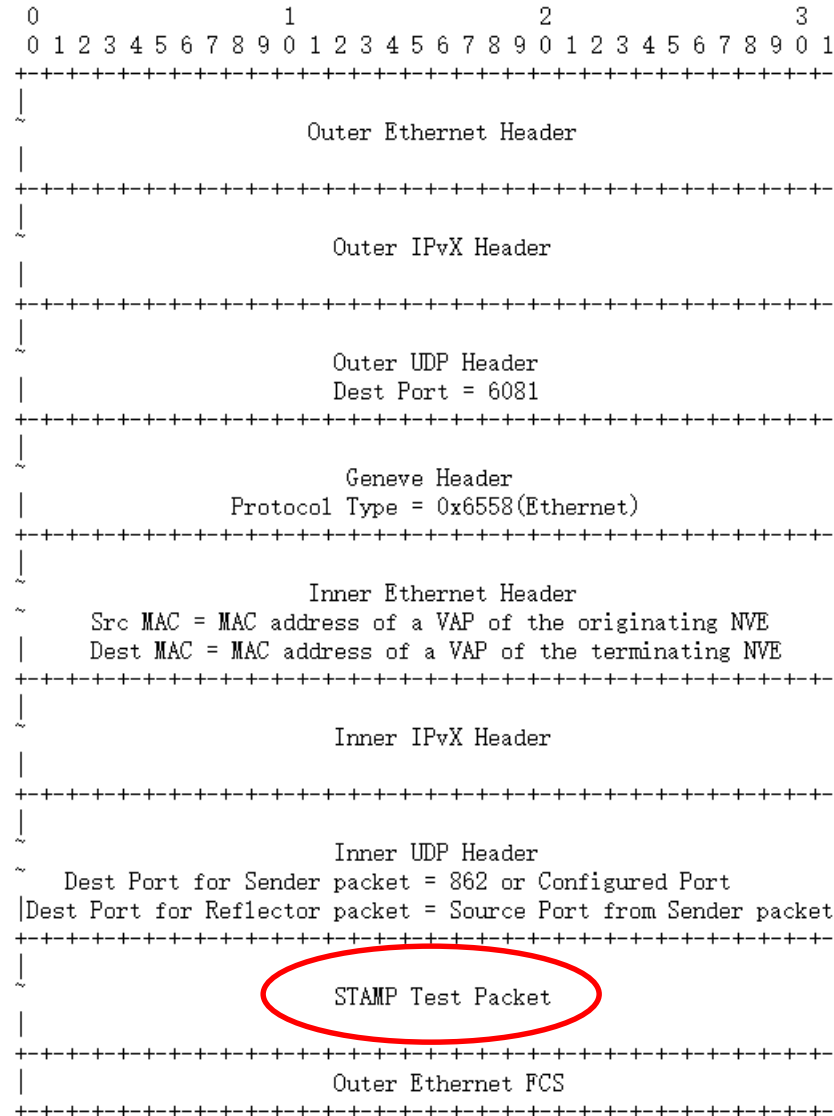 0                   1                   2                   3
0 1 2 3 4 5 6 7 8 9 0 1 2 3 4 5 6 7 8 9 0 1 2 3 4 5 6 7 8 9 0 1
+-+-+-+-+-+-+-+-+-+-+-+-+-+-+-+-+-+-+-+-+-+-+-+-+-+-+-+-+-+-+-+-
|
~
Outer Ethernet Header
|
+-+-+-+-+-+-+-+-+-+-+-+-+-+-+-+-+-+-+-+-+-+-+-+-+-+-+-+-+-+-+-+-
|
~
Outer IPvX Header
|
+-+-+-+-+-+-+-+-+-+-+-+-+-+-+-+-+-+-+-+-+-+-+-+-+-+-+-+-+-+-+-+-
|
~
Outer UDP Header
| Dest Port = 6081
+-+-+-+-+-+-+-+-+-+-+-+-+-+-+-+-+-+-+-+-+-+-+-+-+-+-+-+-+-+-+-+-
|
~
Geneve Header
| Protocol Type = 0x6558(Ethernet)
+-+-+-+-+-+-+-+-+-+-+-+-+-+-+-+-+-+-+-+-+-+-+-+-+-+-+-+-+-+-+-+-
|
~
Inner Ethernet Header
~ Src MAC = MAC address of a VAP of the originating NVE
| Dest MAC = MAC address of a VAP of the terminating NVE
+-+-+-+-+-+-+-+-+-+-+-+-+-+-+-+-+-+-+-+-+-+-+-+-+-+-+-+-+-+-+-+-
|
~
Inner IPvX Header
|
+-+-+-+-+-+-+-+-+-+-+-+-+-+-+-+-+-+-+-+-+-+-+-+-+-+-+-+-+-+-+-+-
|
~
Inner UDP Header
~ Dest Port for Sender packet = 862 or Configured Port
|Dest Port for Reflector packet = Source Port from Sender packet
+-+-+-+-+-+-+-+-+-+-+-+-+-+-+-+-+-+-+-+-+-+-+-+-+-+-+-+-+-+-+-+-
|
~
STAMP Test Packet
|
+-+-+-+-+-+-+-+-+-+-+-+-+-+-+-+-+-+-+-+-+-+-+-+-+-+-+-+-+-+-+-+-
| Outer Ethernet FCS
+-+-+-+-+-+-+-+-+-+-+-+-+-+-+-+-+-+-+-+-+-+-+-+-+-+-+-+-+-+-+-+-